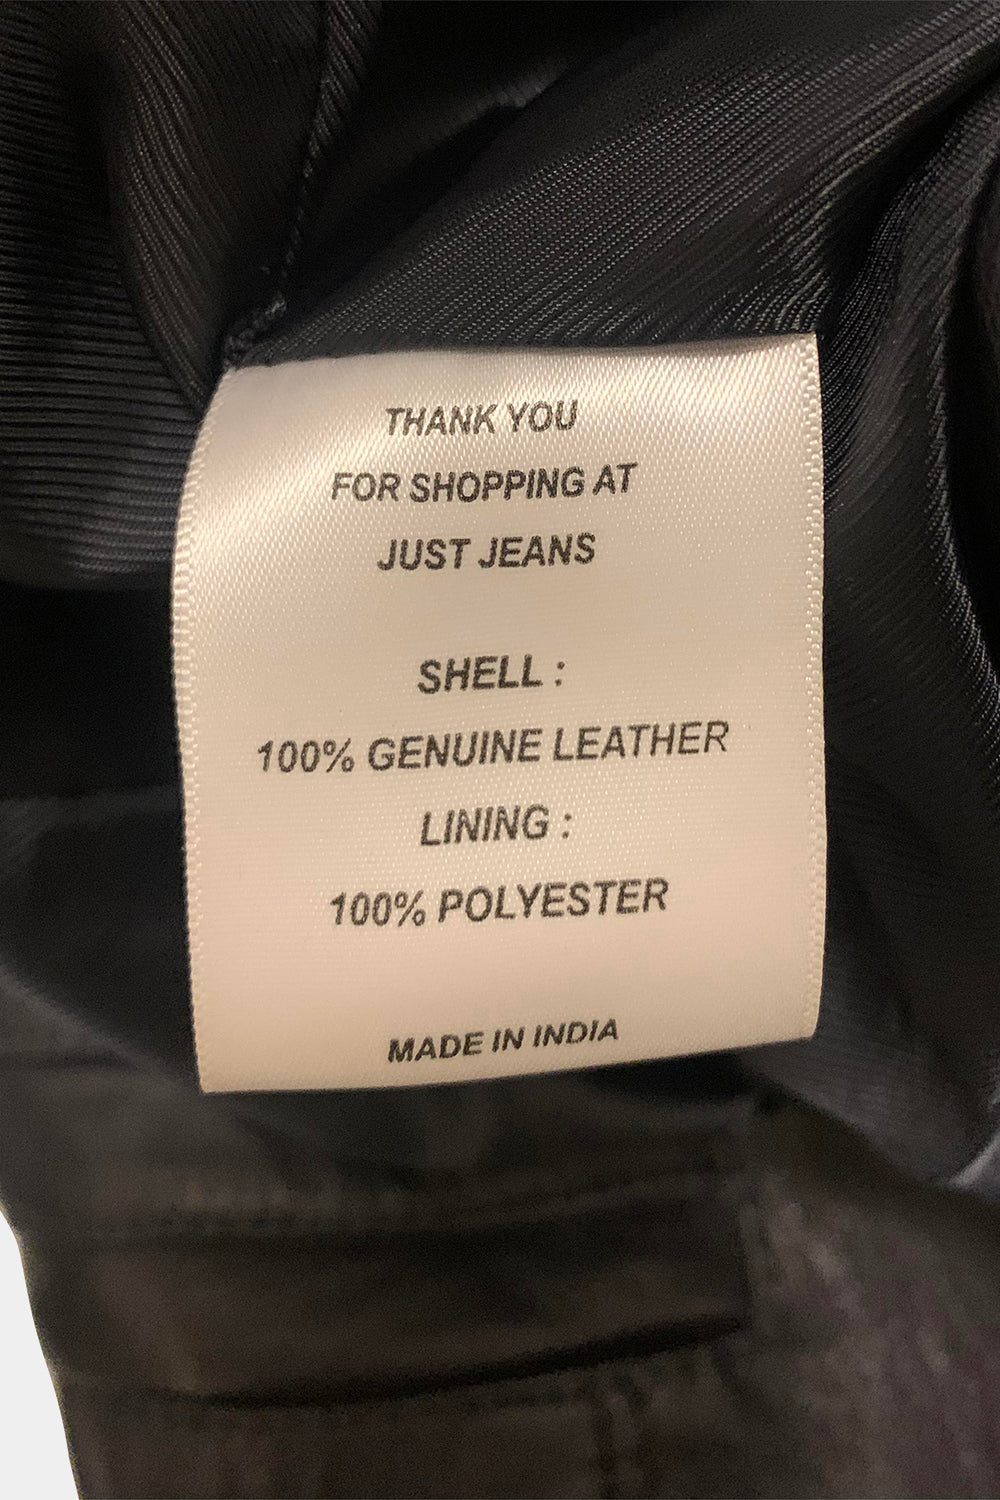 THANK YOU
FOR SHOPPING AT
JUST JEANS
SHELL :
100% GENUINE LEATHER
LINING :
100% POLYESTER
MADE IN INDIA